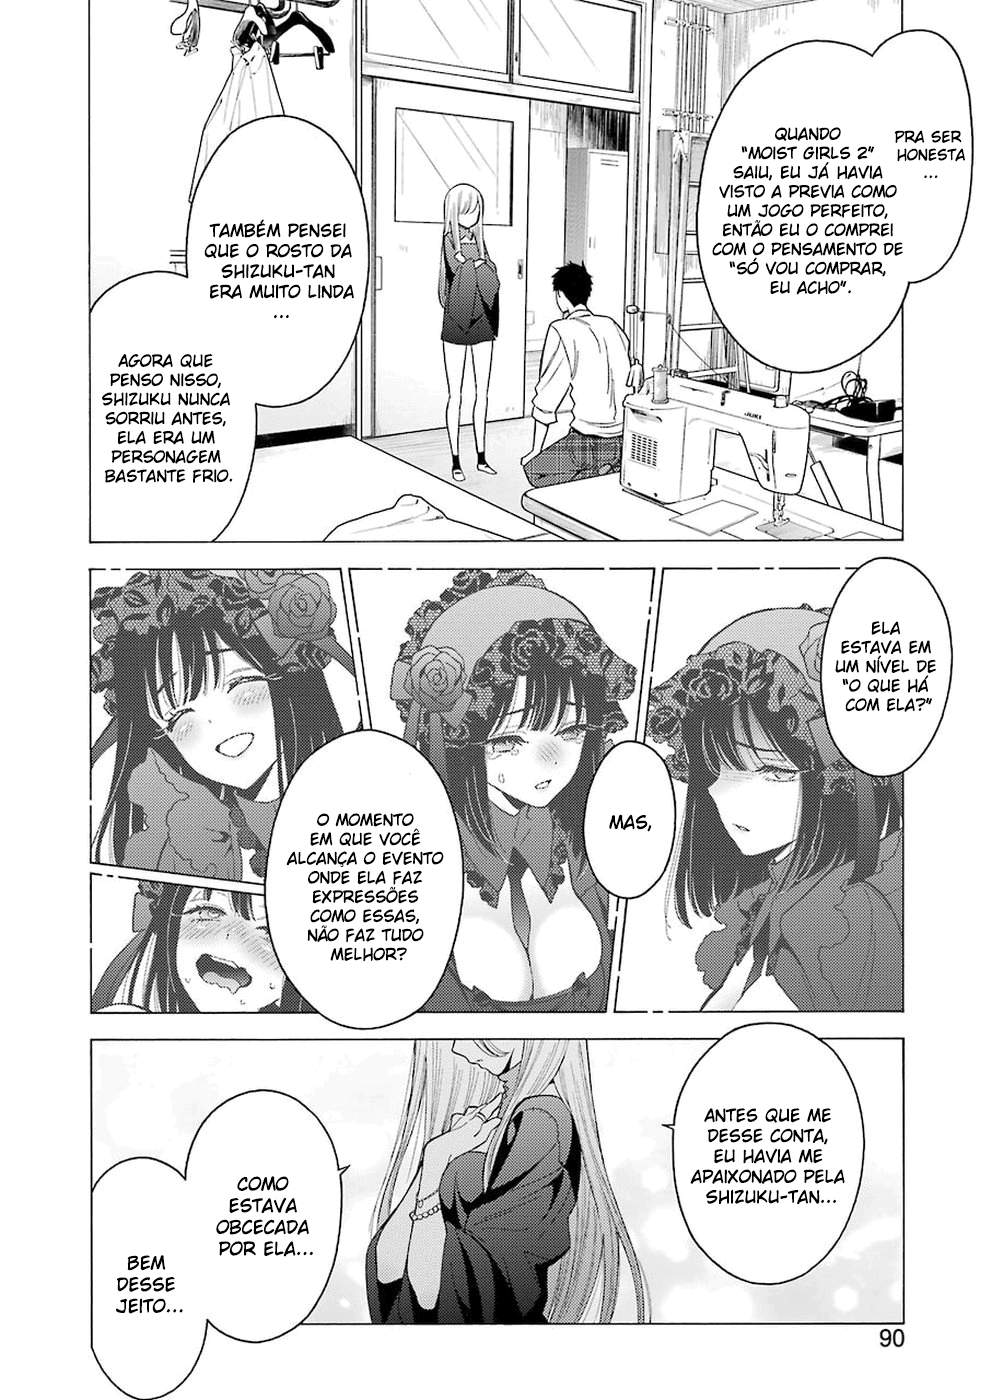 PRA SER
HONESTA
...
QUANDO
"MOIST GIRLS 2"
SAIU, EU JÁ HAVIA
VISTO A PREVIA COMO
UM JOGO PERFEITO,
ENTÃO EU O COMPREI
COM O PENSAMENTO DE
"SÓ VOU COMPRAR,
EU ACHO".
TAMBÉM PENSEI
QUE O ROSTO DA
SHIZUKU-TAN
ERA MUITO LINDA
...
AGORA QUE
PENSO NISSO,
SHIZUKU NUNCA
SORRIU ANTES,
ELA ERA UM
PERSONAGEM
BASTANTE FRIO.
JUKI
ELA
ESTAVA EM
UM NÍVEL DE
"O QUE HÁ
COM ELA?"
MAS,
O MOMENTO
EM QUE VOCÊ
ALCANÇA O EVENTO
ONDE ELA FAZ
EXPRESSÕES
COMO ESSAS,
NÃO FAZ TUDO
MELHOR?
ANTES QUE ME
DESSE CONTA,
EU HAVIA ME
APAIXONADO PELA
SHIZUKU-TAN...
COMO
ESTAVA
OBCECADA
POR ELA...
BEM
DESSE
JEITO...
90